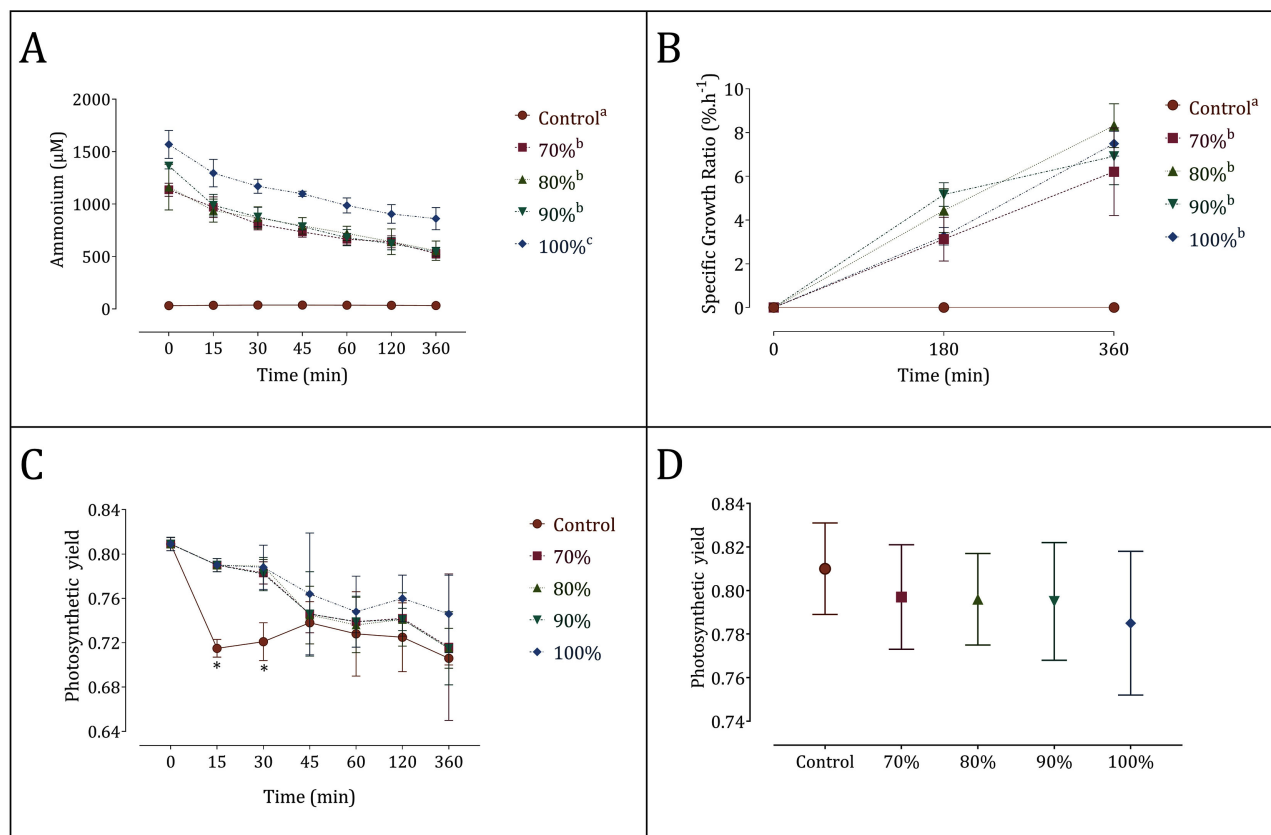 A
Ammonium (µM)
2000
1500
1000
500
0
0 15 30 45 60 120 360
Time (min)
Controlᵃ
70%ᵇ
80%ᵇ
90%ᵇ
100%ᶜ
B
Specific Growth Ratio (%.h⁻¹)
10
8
6
4
2
0
0 180 360
Time (min)
Controlᵃ
70%ᵇ
80%ᵇ
90%ᵇ
100%ᵇ
C
Photosynthetic yield
0.84
0.80
0.76
0.72
0.68
0.64
* *
0 15 30 45 60 120 360
Time (min)
Control
70%
80%
90%
100%
D
Photosynthetic yield
0.84
0.82
0.80
0.78
0.76
0.74
Control 70% 80% 90% 100%